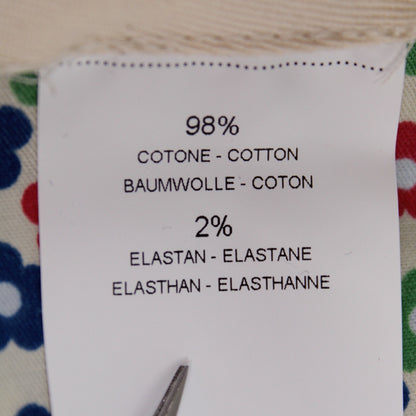 98%
COTONE - COTTON
BAUMWOLLE - COTON
2%
ELASTAN - ELASTANE
ELASTHAN - ELASTHANNE